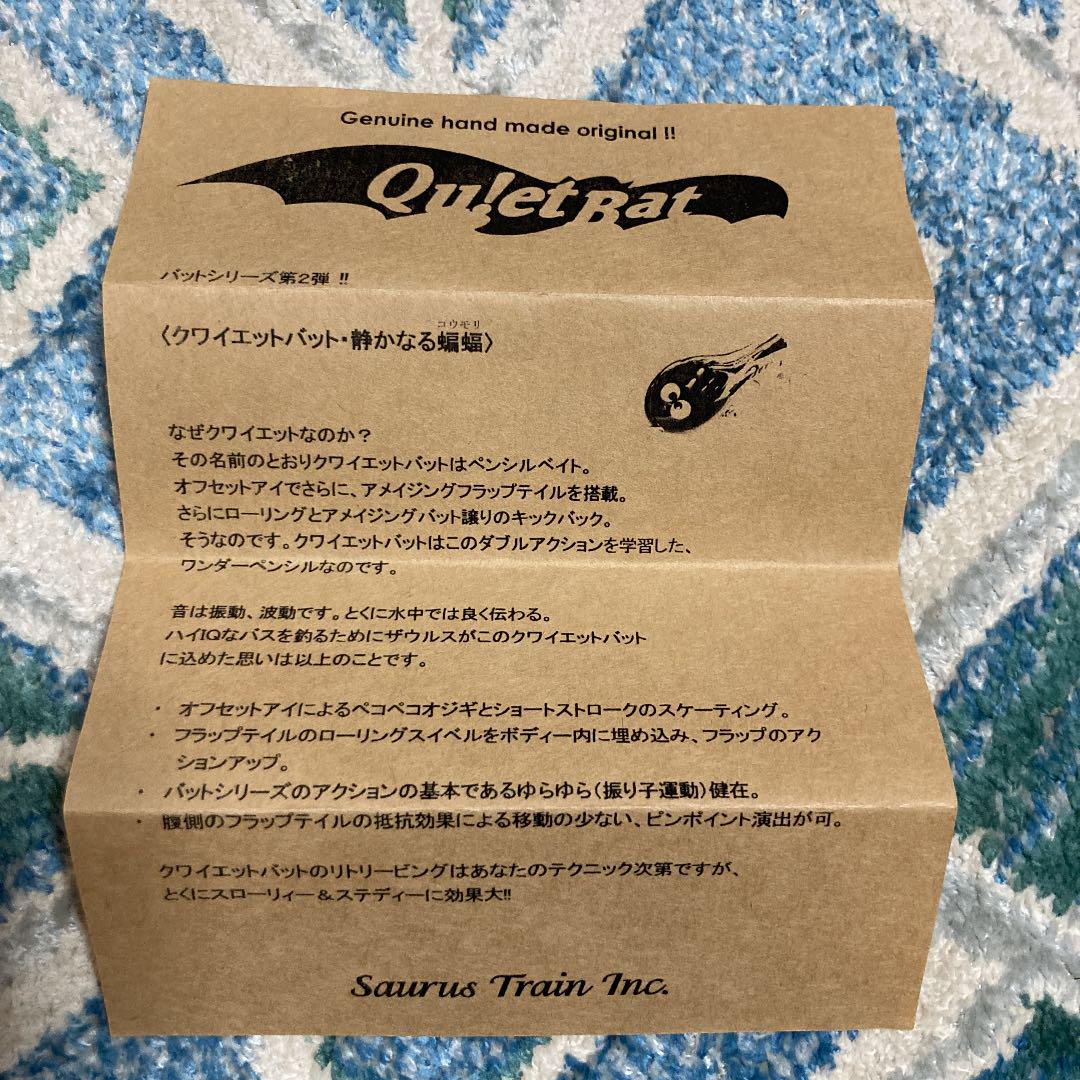 Genuine hand made original !!
Quiet Bat
バットシリーズ第2弾 !!
コウモリ
〈クワイエットバット・静かなる蝙蝠〉
なぜクワイエットなのか？
その名前のとおりクワイエットバットはペンシルベイト。
オフセットアイでさらに、アメイジングフラップテイルを搭載。
さらにローリングとアメイジングバット譲りのキックバック。
そうなのです。クワイエットバットはこのダブルアクションを学習した、
ワンダーペンシルなのです。
音は振動、波動です。とくに水中では良く伝わる。
ハイIQなバスを釣るためにザウルスがこのクワイエットバット
に込めた思いは以上のことです。
・ オフセットアイによるペコペコオジギとショートストロークのスケーティング。
・ フラップテイルのローリングスイベルをボディー内に埋め込み、フラップのアク
ションアップ。
・ バットシリーズのアクションの基本であるゆらゆら（振り子運動）健在。
・ 腹側のフラップテイルの抵抗効果による移動の少ない、ピンポイント演出が可。
クワイエットバットのリトリービングはあなたのテクニック次第ですが、
とくにスローリィー＆ステディーに効果大!!
Saurus Train Inc.